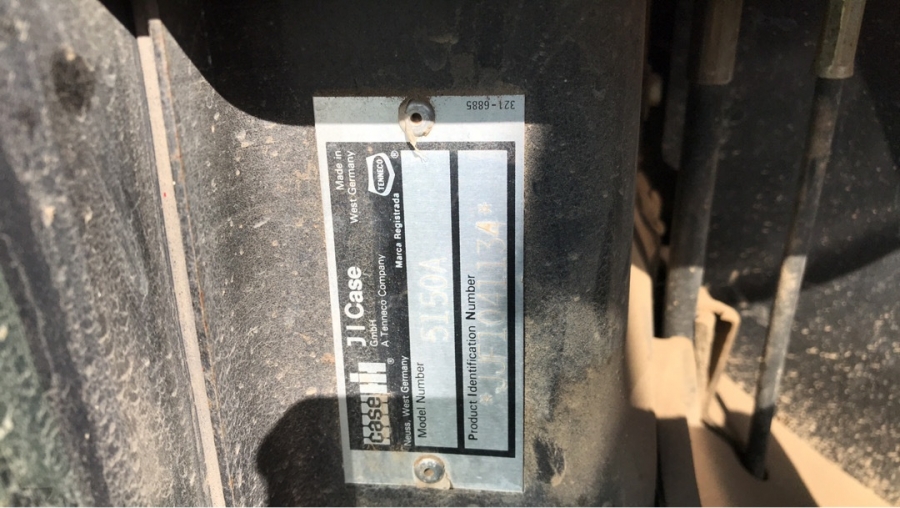 case IH ®
J I Case
GmbH
A Tenneco Company
Neuss, West Germany
Made in
West Germany
TENNECO ®
Marca Registrada
Model Number
5150A
Product Identification Number
321-6885